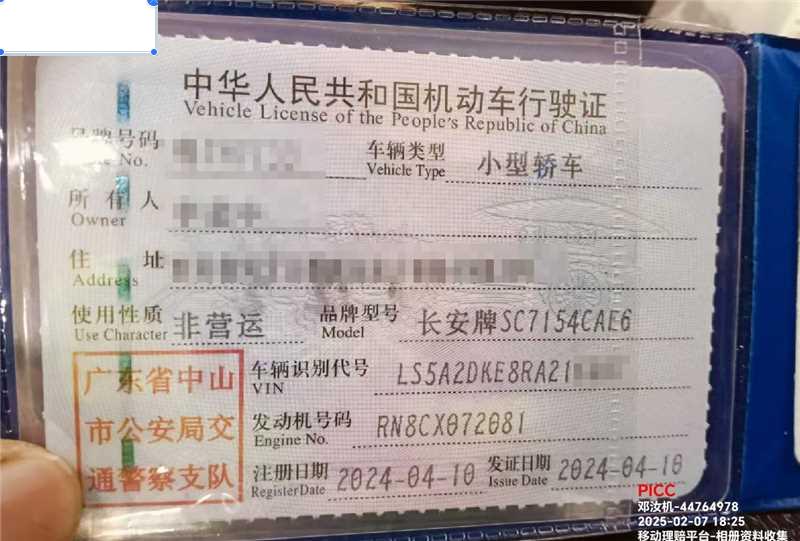 中华人民共和国机动车行驶证
Vehicle License of the People's Republic of China
号码 No. 车辆类型 Vehicle Type 小型轿车
所有人 Owner
住址 Address
使用性质 Use Character 非营运 品牌型号 Model 长安牌SC7154CAE6
广东省中山
市公安局交
通警察支队
车辆识别代号 VIN LS5A2DKE8RA21
发动机号码 Engine No. RN8CX072081
注册日期 Register Date 2024-04-10 发证日期 Issue Date 2024-04-10
PICC
邓汝机-44764978
2025-02-07 18:25
移动理赔平台-相册资料收集